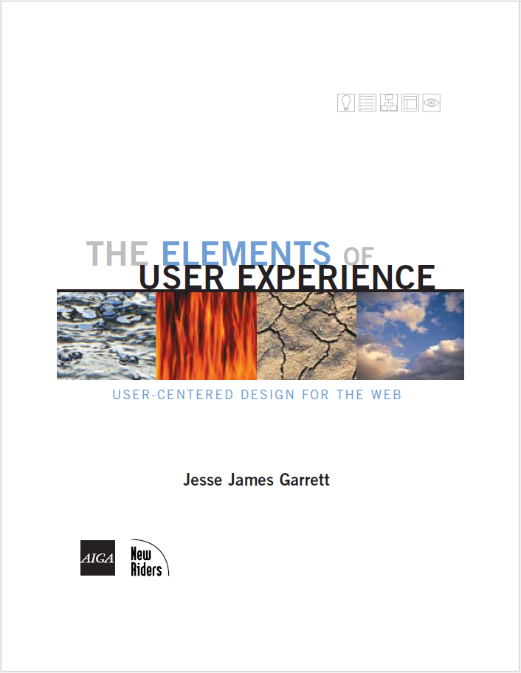 THE ELEMENTS OF
USER EXPERIENCE
USER-CENTERED DESIGN FOR THE WEB
Jesse James Garrett
AIGA
New
Riders